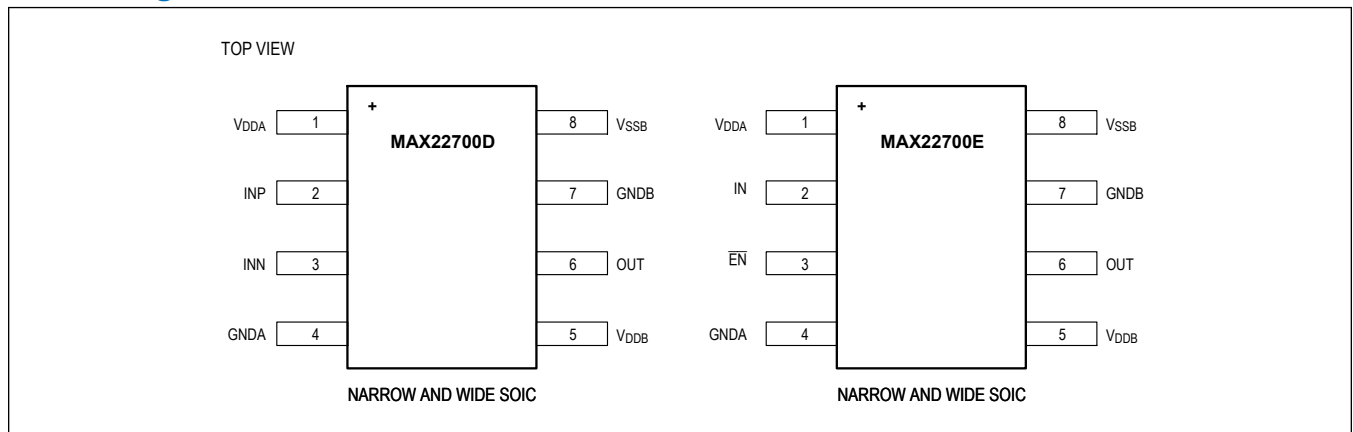 TOP VIEW
+
MAX22700D
VDDA 1
8 VSSB
INP 2
7 GNDB
INN 3
6 OUT
GNDA 4
5 VDDB
NARROW AND WIDE SOIC
+
MAX22700E
VDDA 1
8 VSSB
IN 2
7 GNDB
E̅N̅ 3
6 OUT
GNDA 4
5 VDDB
NARROW AND WIDE SOIC